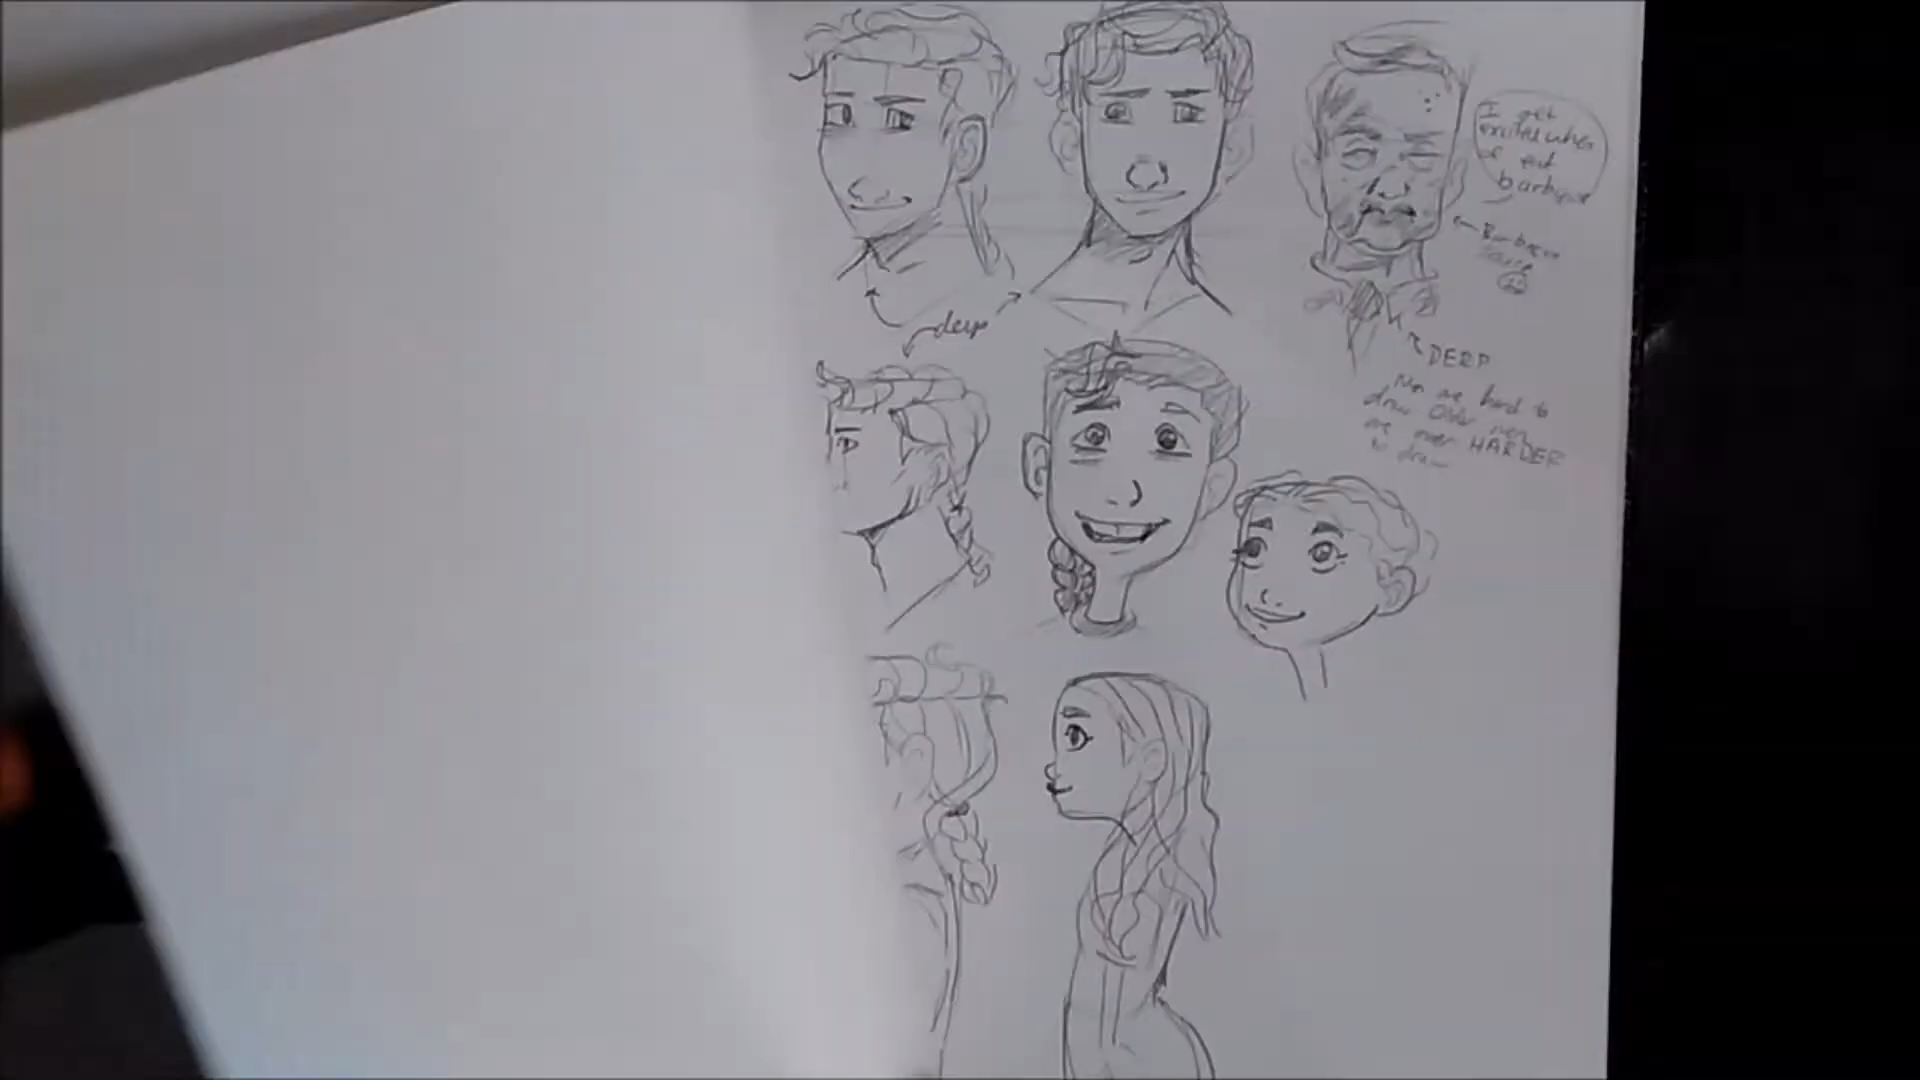 I get
excited when
I eat
barbeque
Barbecue
sauce
derp
DERP
Men are hard to
draw Older men
are even HARDER
to draw